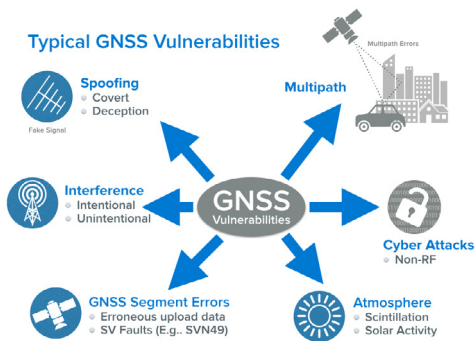 Typical GNSS Vulnerabilities
Multipath Errors
Spoofing
Covert
Deception
Fake Signal
Multipath
Interference
Intentional
Unintentional
GNSS
Vulnerabilities
Cyber Attacks
Non-RF
GNSS Segment Errors
Erroneous upload data
SV Faults (E.g., SVN49)
Atmosphere
Scintillation
Solar Activity